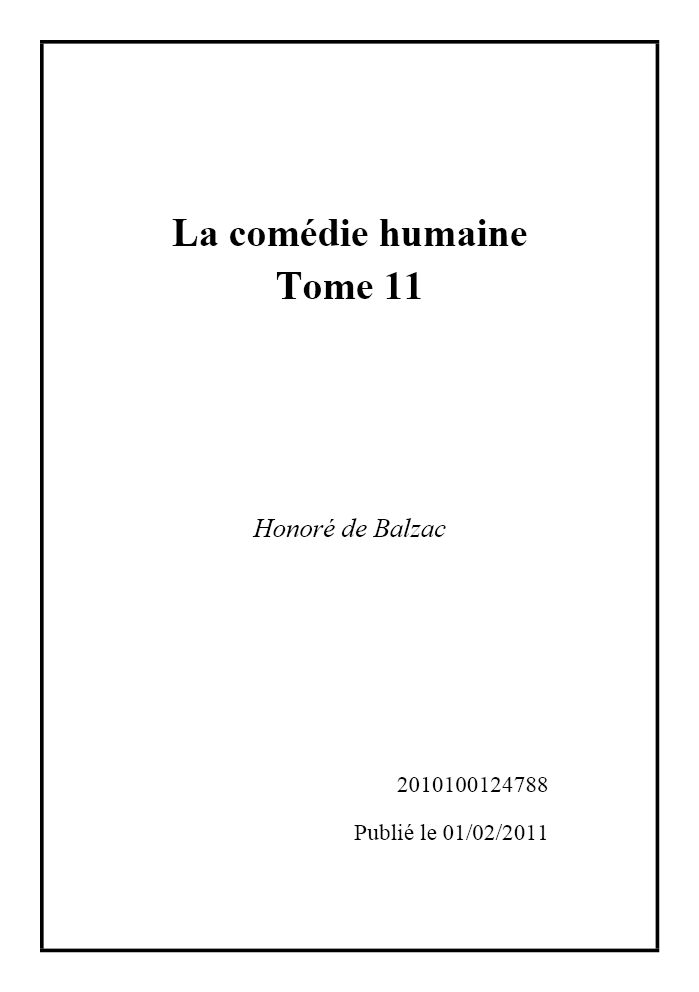 La comédie humaine
Tome 11
Honoré de Balzac
2010100124788
Publié le 01/02/2011